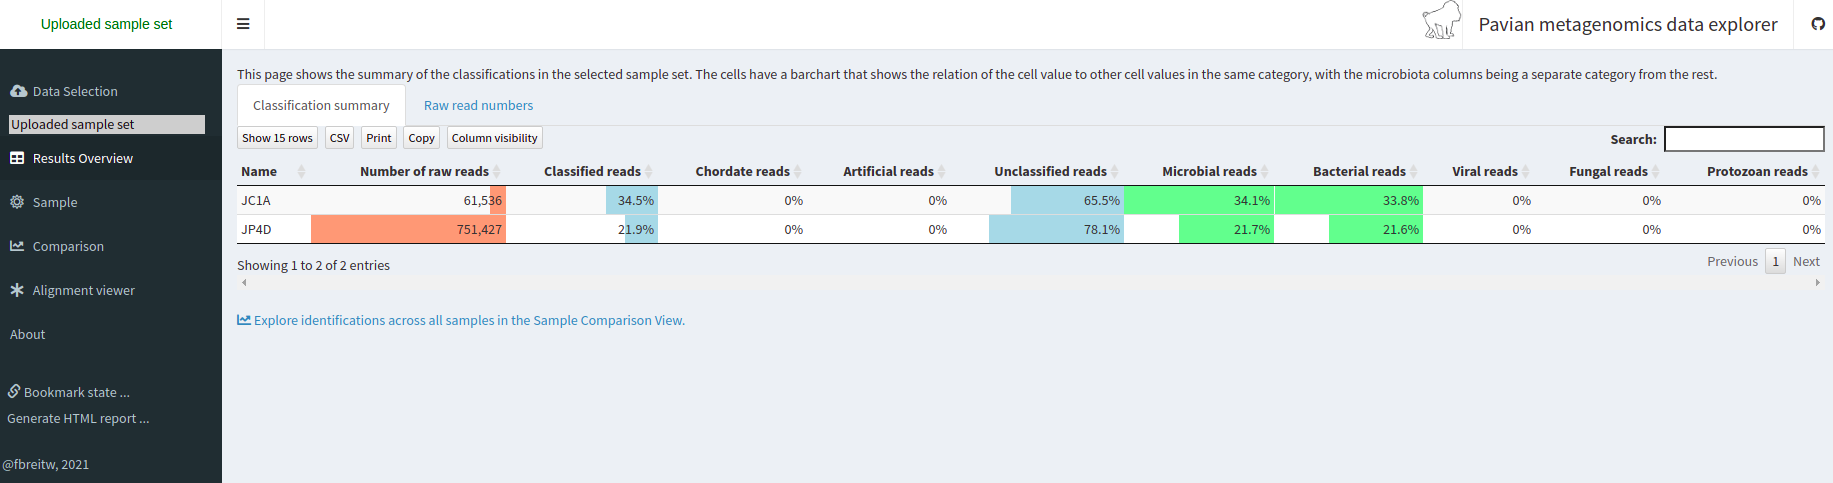 Uploaded sample set
Pavian metagenomics data explorer
Data Selection
Uploaded sample set
Results Overview
Sample
Comparison
Alignment viewer
About
Bookmark state ...
Generate HTML report ...
@fbreitw, 2021
This page shows the summary of the classifications in the selected sample set. The cells have a barchart that shows the relation of the cell value to other cell values in the same category, with the microbiota columns being a separate category from the rest.
Classification summary Raw read numbers
Show 15 rows CSV Print Copy Column visibility Search:
Name Number of raw reads Classified reads Chordate reads Artificial reads Unclassified reads Microbial reads Bacterial reads Viral reads Fungal reads Protozoan reads
JC1A 61,536 34.5% 0% 0% 65.5% 34.1% 33.8% 0% 0% 0%
JP4D 751,427 21.9% 0% 0% 78.1% 21.7% 21.6% 0% 0% 0%
Showing 1 to 2 of 2 entries Previous 1 Next
Explore identifications across all samples in the Sample Comparison View.